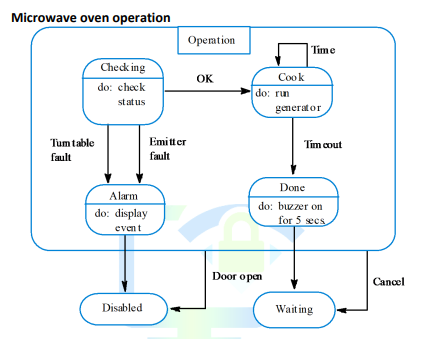 Microwave oven operation
Operation
Checking
do: check
status
OK
Time
Cook
do: run
generator
Turntable
fault
Emitter
fault
Timeout
Alarm
do: display
event
Done
do: buzzer on
for 5 secs.
Door open
Cancel
Disabled
Waiting